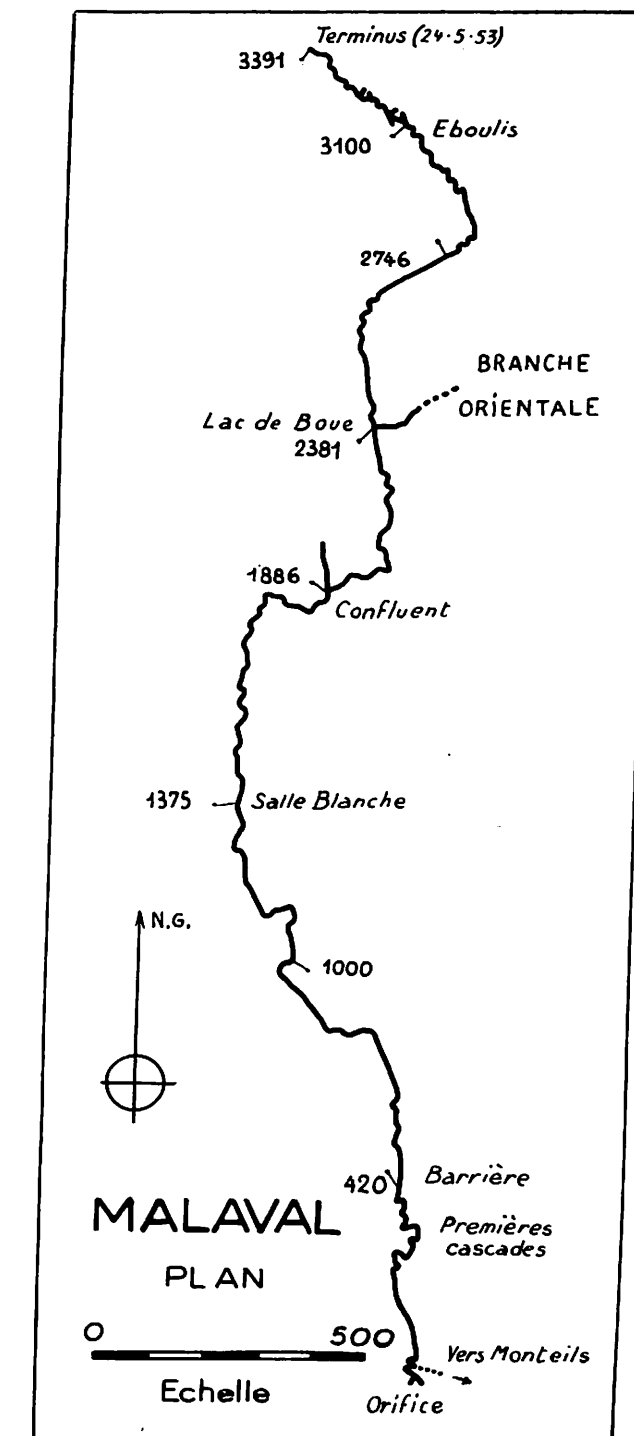 Terminus (24.5.53)
3391
Eboulis
3100
2746
BRANCHE
ORIENTALE
Lac de Boue
2381
1886
Confluent
1375
Salle Blanche
N.G.
1000
Barrière
420
MALAVAL
Premières
cascades
PLAN
0
500
Vers Monteils
Echelle
Orifice